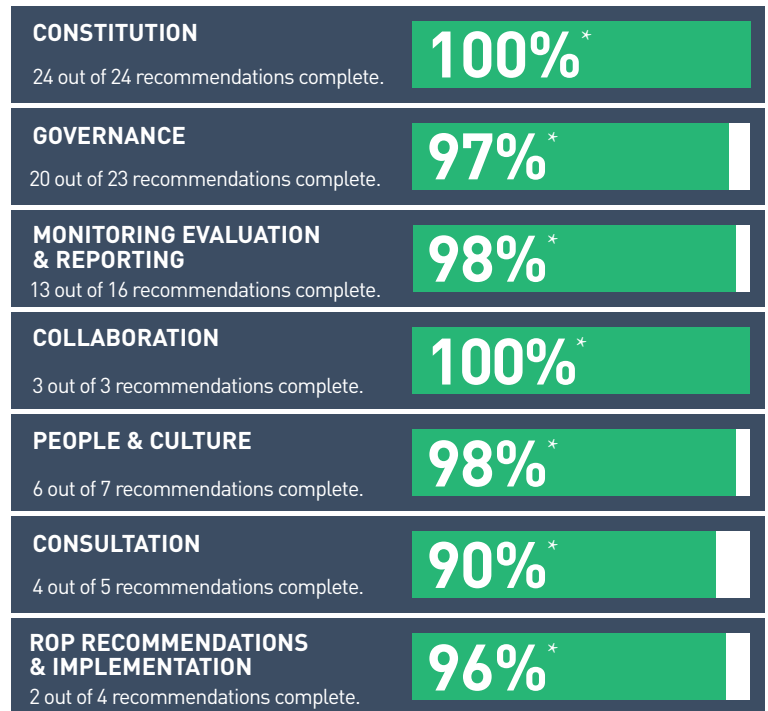 CONSTITUTION
24 out of 24 recommendations complete.
100%*
GOVERNANCE
20 out of 23 recommendations complete.
97%*
MONITORING EVALUATION
& REPORTING
13 out of 16 recommendations complete.
98%*
COLLABORATION
3 out of 3 recommendations complete.
100%*
PEOPLE & CULTURE
6 out of 7 recommendations complete.
98%*
CONSULTATION
4 out of 5 recommendations complete.
90%*
ROP RECOMMENDATIONS
& IMPLEMENTATION
2 out of 4 recommendations complete.
96%*